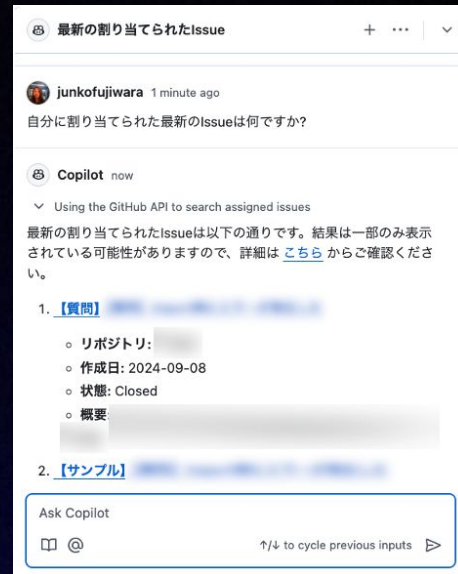 最新の割り当てられたIssue
junkofujiwara 1 minute ago
自分に割り当てられた最新のIssueは何ですか?
Copilot now
Using the GitHub API to search assigned issues
最新の割り当てられたIssueは以下の通りです。結果は一部のみ表示
されている可能性がありますので、詳細は こちら からご確認くださ
い。
1. 【質問】
リポジトリ:
作成日: 2024-09-08
状態: Closed
概要
2. 【サンプル】
Ask Copilot
↑/↓ to cycle previous inputs